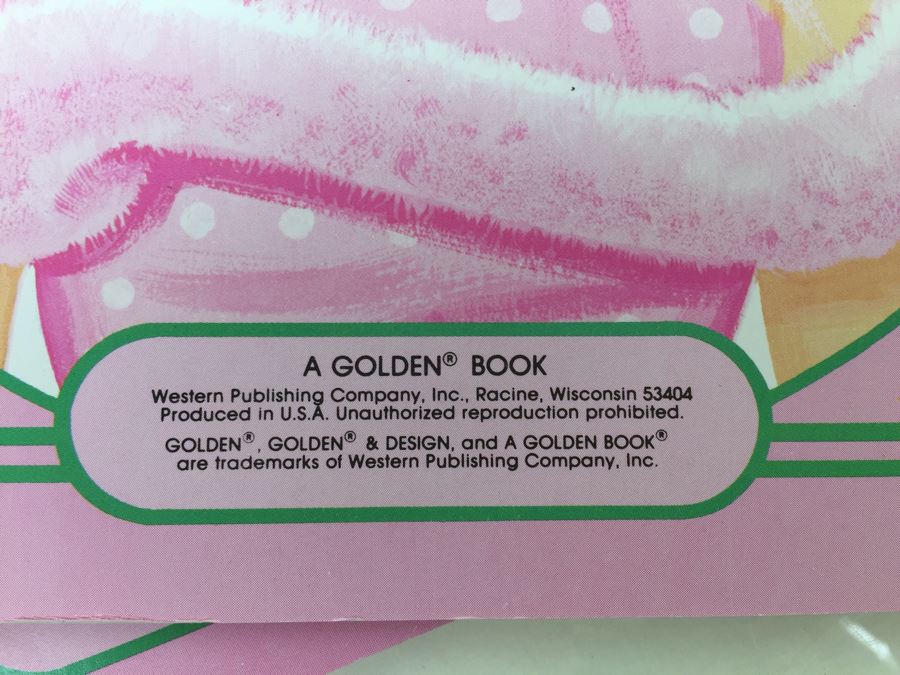 A GOLDEN® BOOK
Western Publishing Company, Inc., Racine, Wisconsin 53404
Produced in U.S.A. Unauthorized reproduction prohibited.
GOLDEN®, GOLDEN® & DESIGN, and A GOLDEN BOOK®
are trademarks of Western Publishing Company, Inc.